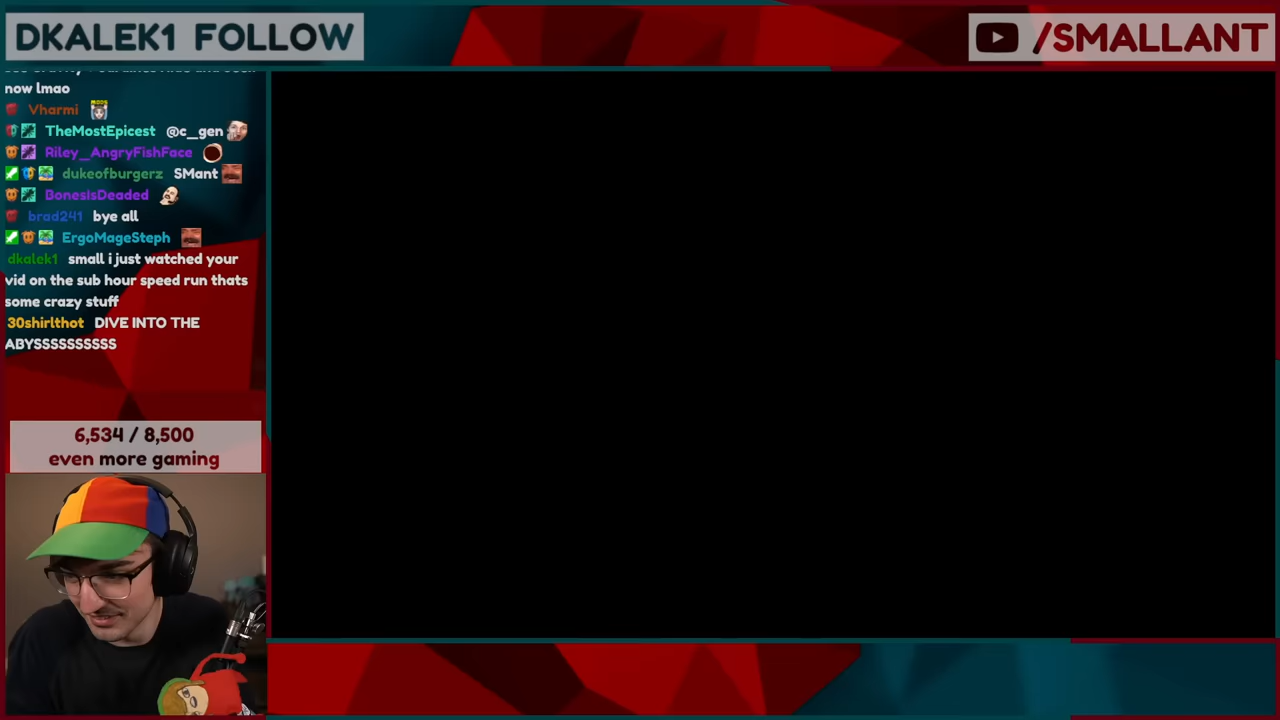 DKALEK1 FOLLOW
/SMALLANT
now lmao
Vharmi
TheMostEpicest @c_gen
Riley_AngryFishFace
dukeofburgerz SMant
BonesIsDeaded
brad241 bye all
ErgoMageSteph
dkalek1 small i just watched your
vid on the sub hour speed run thats
some crazy stuff
30shirlthot DIVE INTO THE
ABYSSSSSSSSSS
6,534 / 8,500
even more gaming